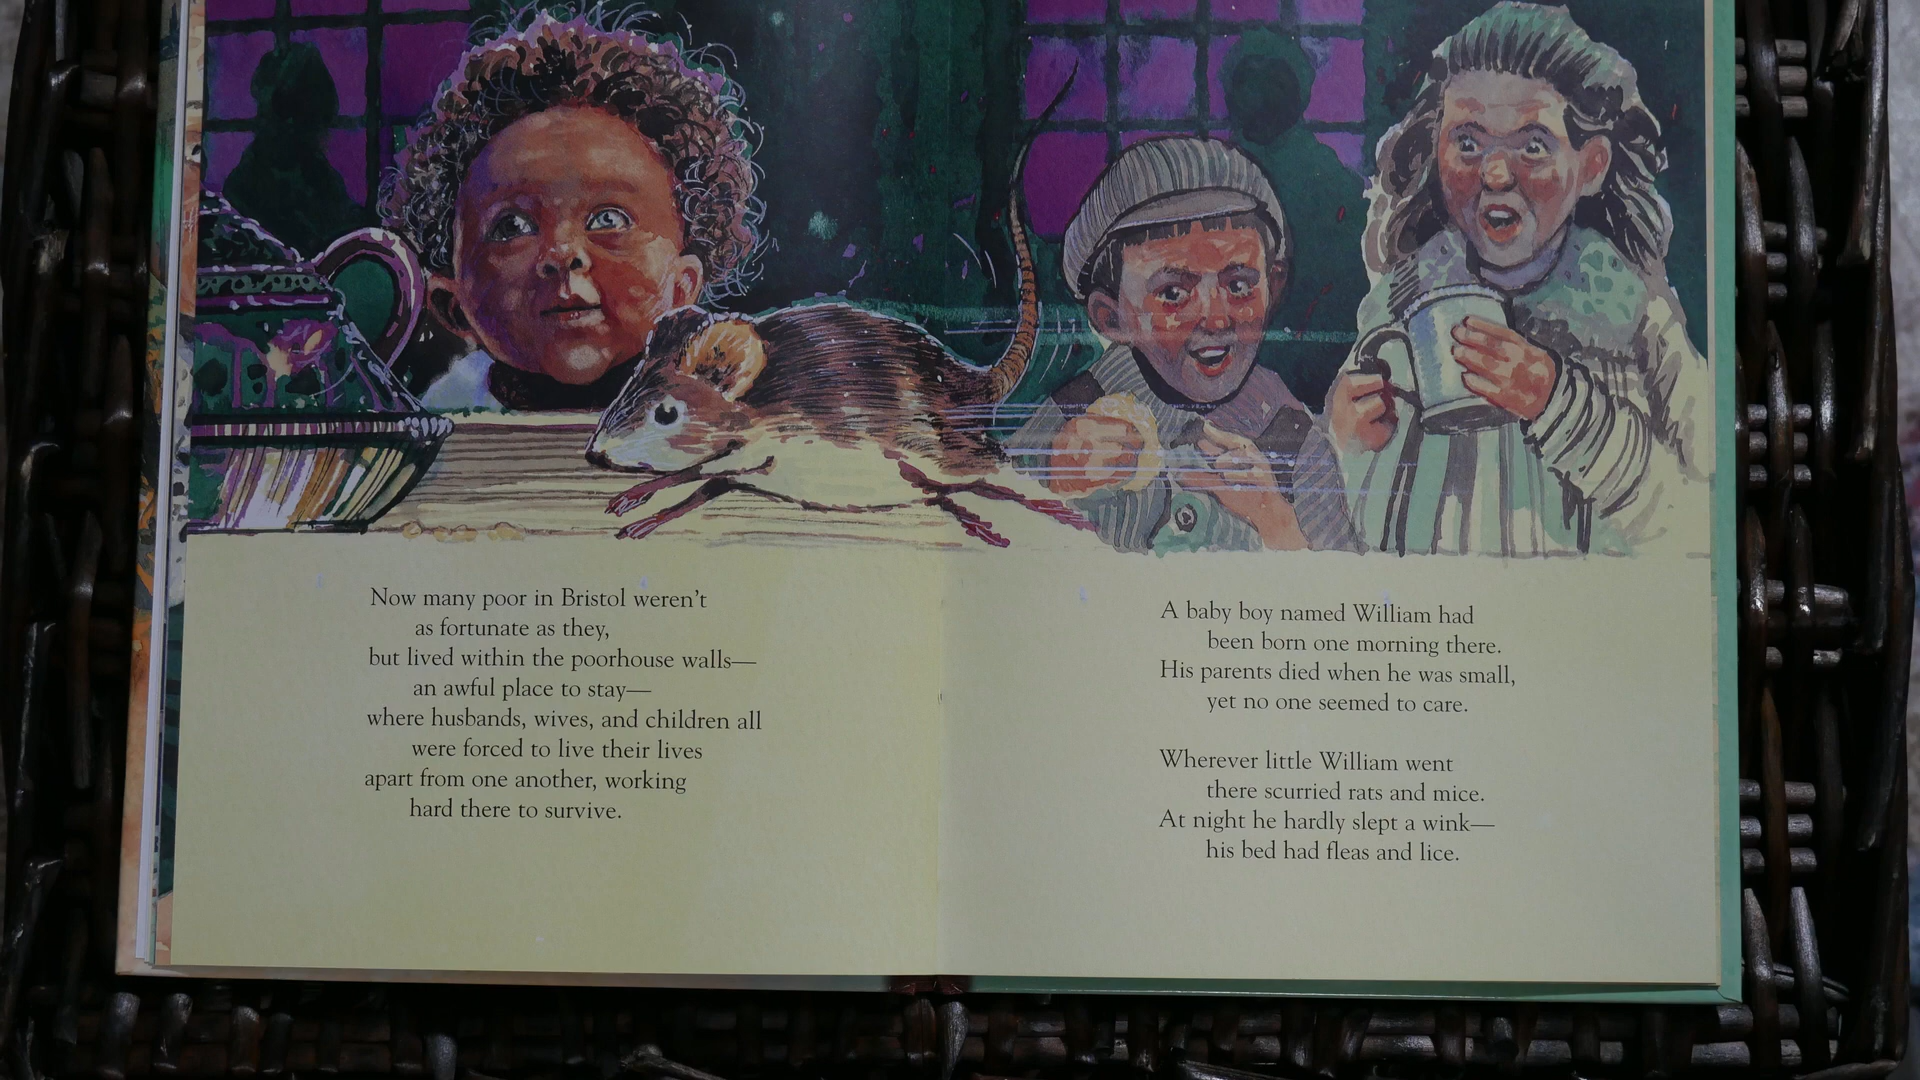 Now many poor in Bristol weren't
as fortunate as they,
but lived within the poorhouse walls—
an awful place to stay—
where husbands, wives, and children all
were forced to live their lives
apart from one another, working
hard there to survive.
A baby boy named William had
been born one morning there.
His parents died when he was small,
yet no one seemed to care.
Wherever little William went
there scurried rats and mice.
At night he hardly slept a wink—
his bed had fleas and lice.